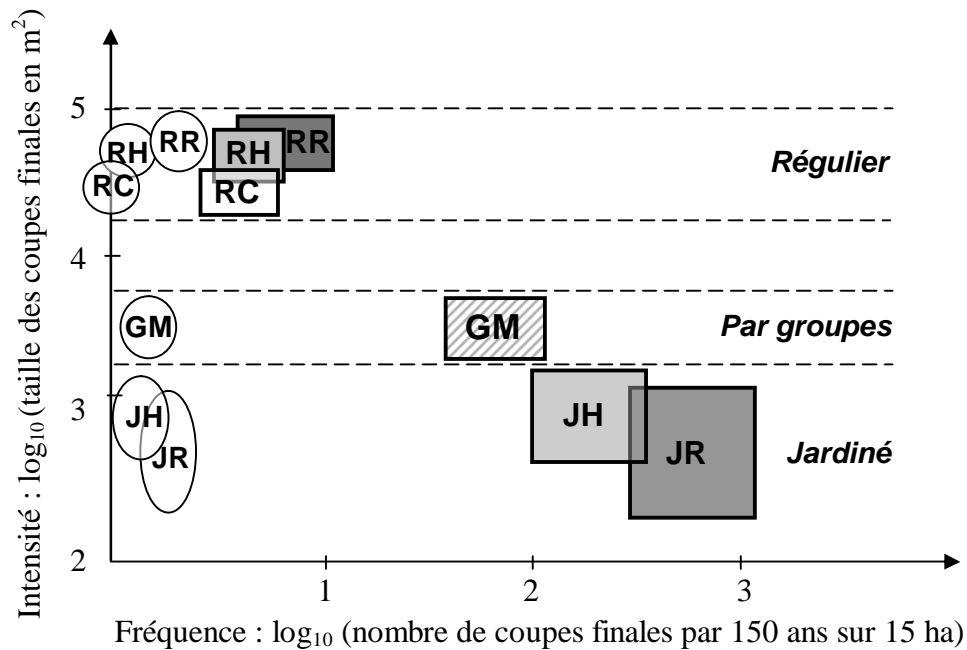 Intensité : log₁₀ (taille des coupes finales en m²)
5
4
3
2
RH
RR
RC
RH
RR
RC
Régulier
GM
GM
Par groupes
JH
JR
JH
JR
Jardiné
1
2
3
Fréquence : log₁₀ (nombre de coupes finales par 150 ans sur 15 ha)